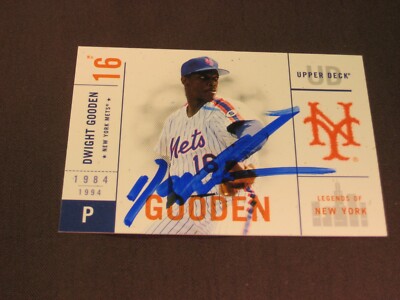 No 16
DWIGHT GOODEN
★ NEW YORK METS ★
1984
1994
P
Mets
16
GOODEN
UPPER DECK
UD
NY
LEGENDS OF
NEW YORK